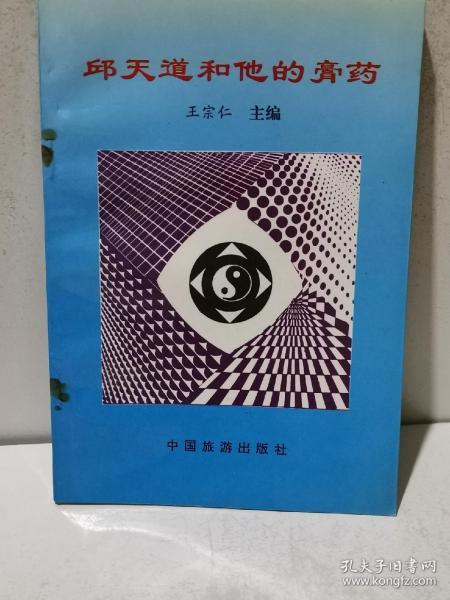 邱天道和他的膏药
王宗仁 主编
中国旅游出版社
孔夫子旧书网
www.kongfz.com